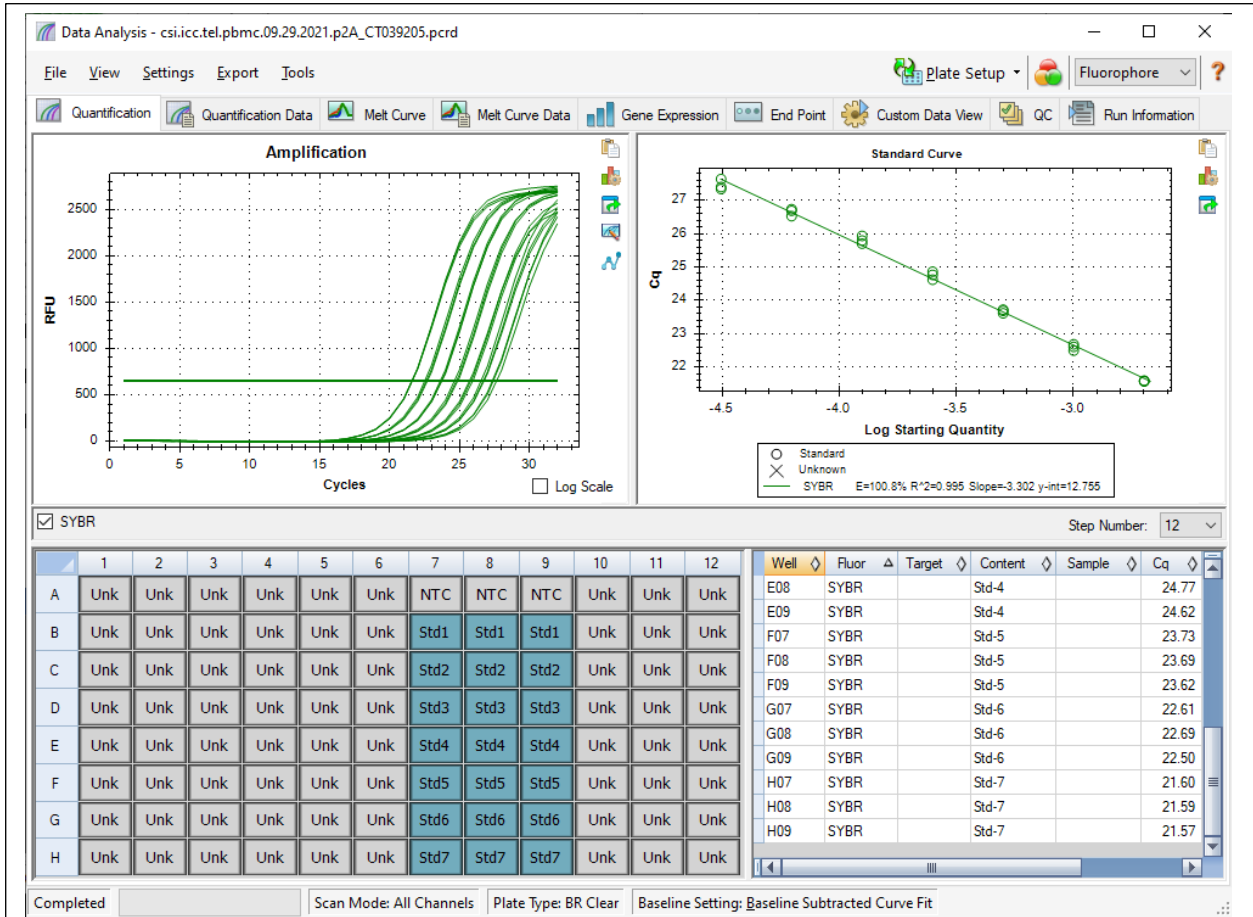 Data Analysis - csi.icc.tel.pbmc.09.29.2021.p2A_CT039205.pcrd
File View Settings Export Tools Plate Setup Fluorophore ?
Quantification Quantification Data Melt Curve Melt Curve Data Gene Expression End Point Custom Data View QC Run Information
Amplification
2500
2000
1500
1000
500
0
RFU
0 5 10 15 20 25 30
Cycles
Log Scale
Standard Curve
27
26
25
24
23
22
Cq
-4.5 -4.0 -3.5 -3.0
Log Starting Quantity
Standard
Unknown
SYBR E=100.8% R^2=0.995 Slope=-3.302 y-int=12.755
SYBR Step Number: 12
1 2 3 4 5 6 7 8 9 10 11 12
A Unk Unk Unk Unk Unk Unk NTC NTC NTC Unk Unk Unk
B Unk Unk Unk Unk Unk Unk Std1 Std1 Std1 Unk Unk Unk
C Unk Unk Unk Unk Unk Unk Std2 Std2 Std2 Unk Unk Unk
D Unk Unk Unk Unk Unk Unk Std3 Std3 Std3 Unk Unk Unk
E Unk Unk Unk Unk Unk Unk Std4 Std4 Std4 Unk Unk Unk
F Unk Unk Unk Unk Unk Unk Std5 Std5 Std5 Unk Unk Unk
G Unk Unk Unk Unk Unk Unk Std6 Std6 Std6 Unk Unk Unk
H Unk Unk Unk Unk Unk Unk Std7 Std7 Std7 Unk Unk Unk
Well Fluor Target Content Sample Cq
E08 SYBR Std-4 24.77
E09 SYBR Std-4 24.62
F07 SYBR Std-5 23.73
F08 SYBR Std-5 23.69
F09 SYBR Std-5 23.62
G07 SYBR Std-6 22.61
G08 SYBR Std-6 22.69
G09 SYBR Std-6 22.50
H07 SYBR Std-7 21.60
H08 SYBR Std-7 21.59
H09 SYBR Std-7 21.57
Completed Scan Mode: All Channels Plate Type: BR Clear Baseline Setting: Baseline Subtracted Curve Fit